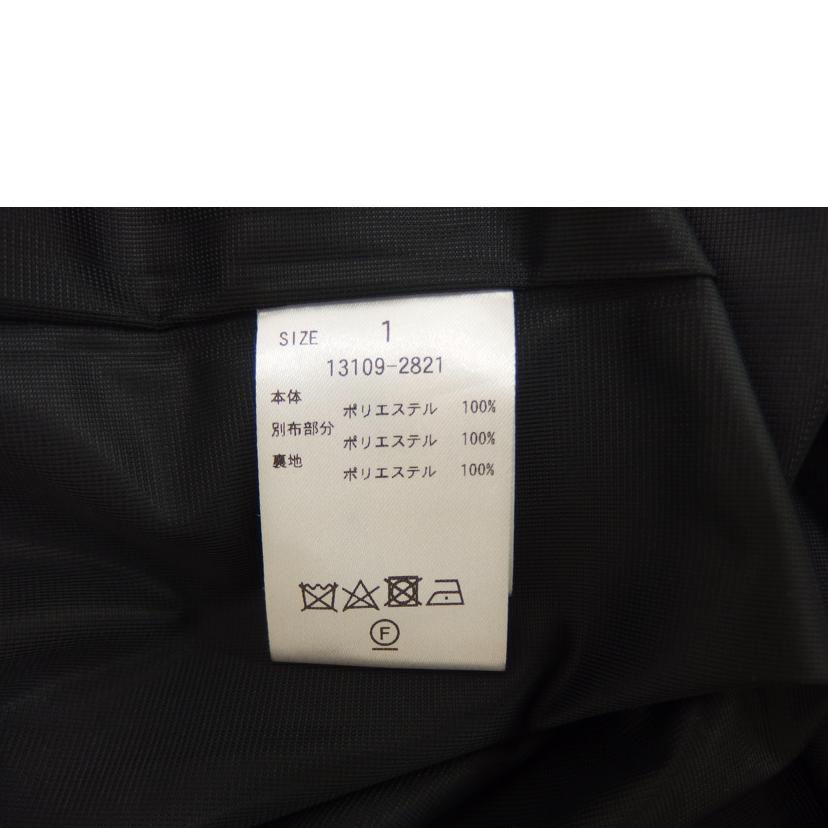 SIZE 1
13109-2821
本体 ポリエステル 100%
別布部分 ポリエステル 100%
裏地 ポリエステル 100%
F